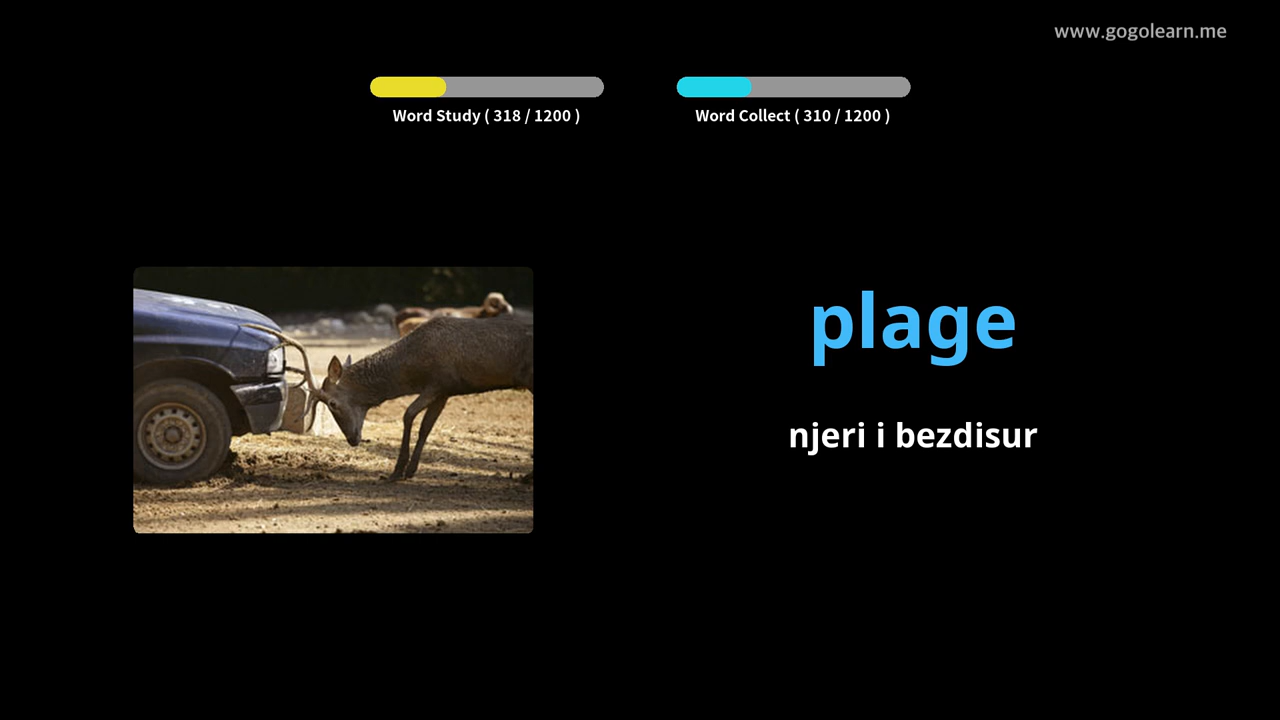 www.gogolearn.me
Word Study ( 318 / 1200 )
Word Collect ( 310 / 1200 )
plage
njeri i bezdisur